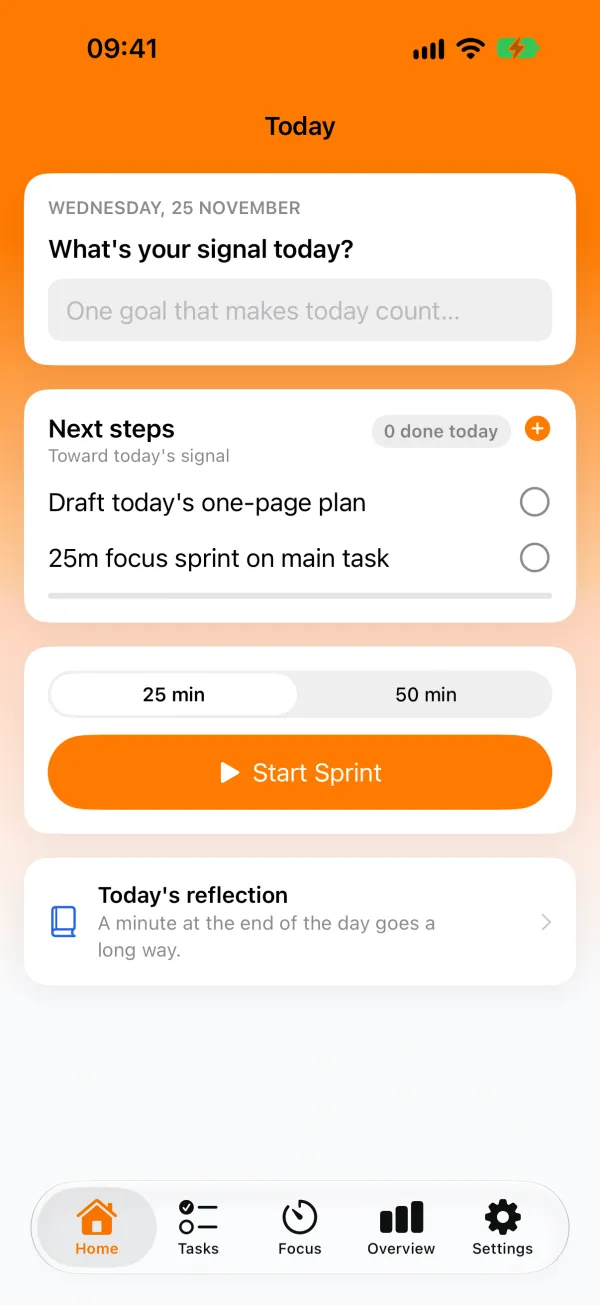 09:41
Today
WEDNESDAY, 25 NOVEMBER
What's your signal today?
One goal that makes today count...
Next steps
0 done today
Toward today's signal
Draft today's one-page plan
25m focus sprint on main task
25 min
50 min
Start Sprint
Today's reflection
A minute at the end of the day goes a
long way.
Home
Tasks
Focus
Overview
Settings